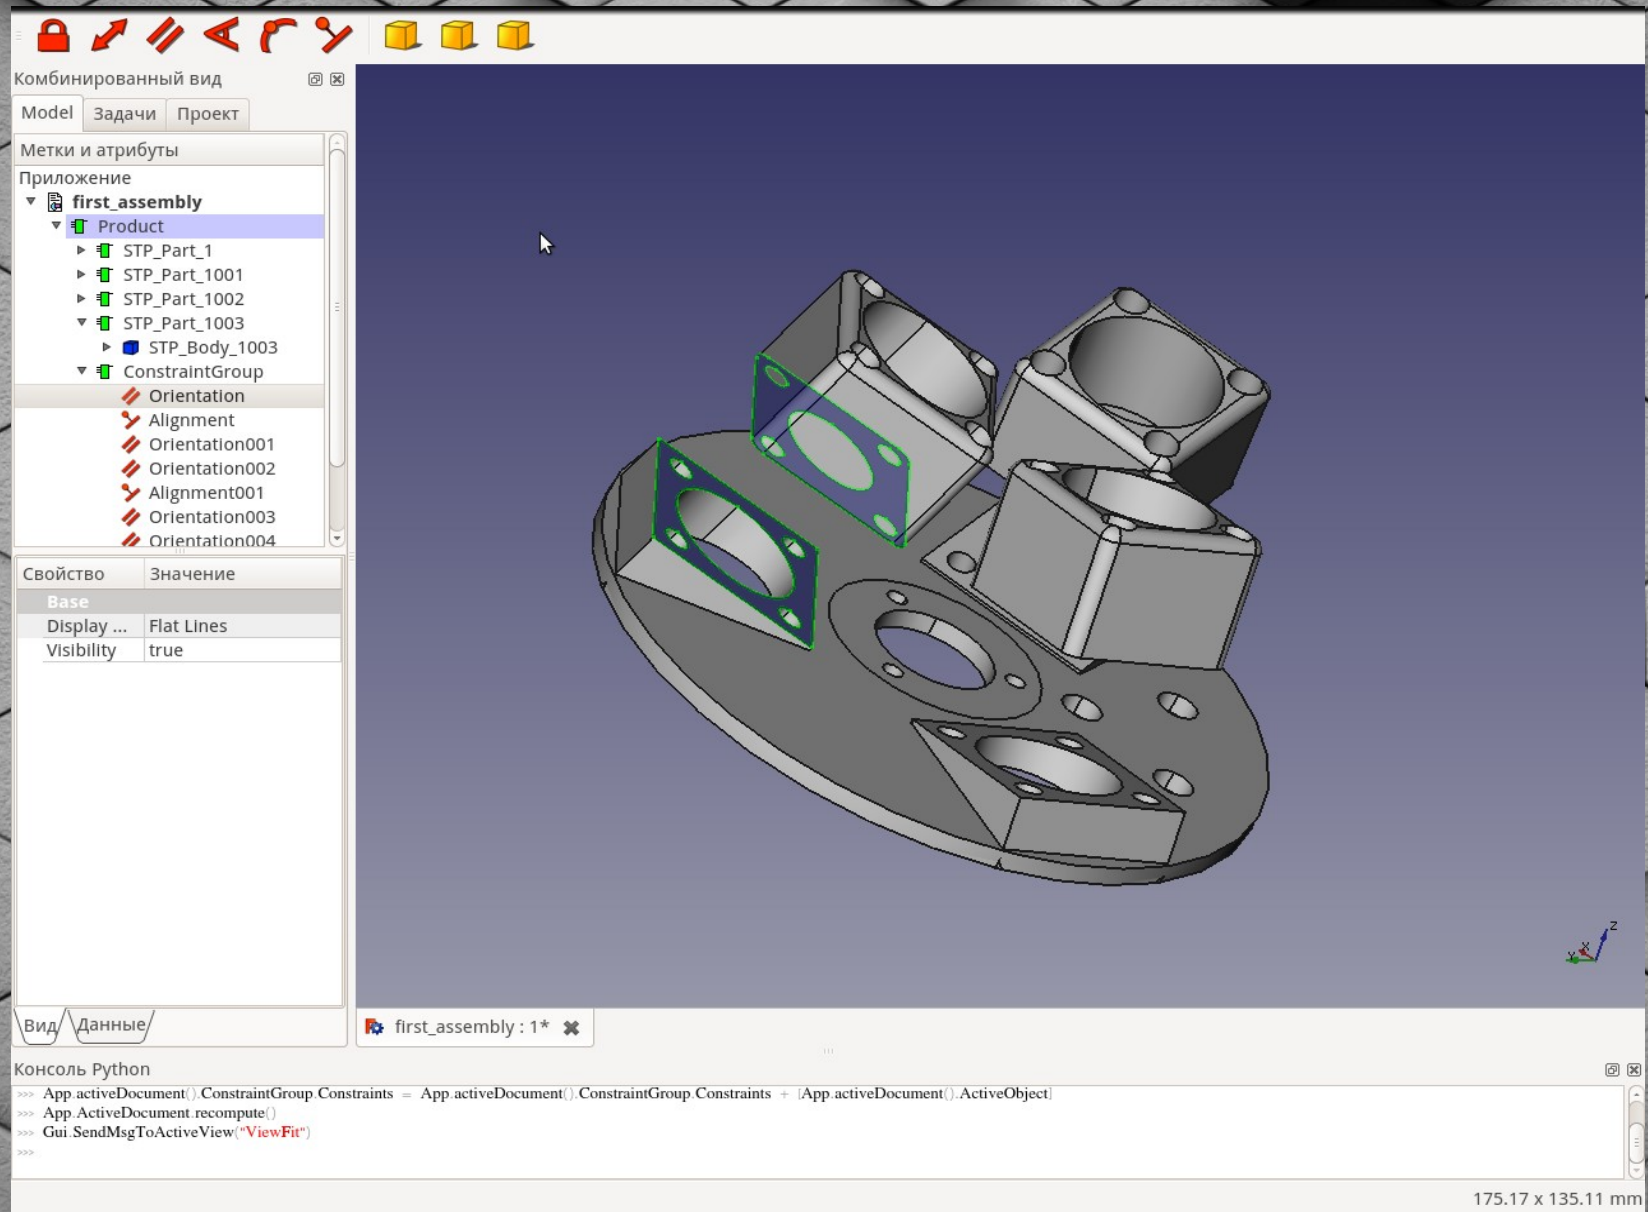 Комбинированный вид
Model Задачи Проект
Метки и атрибуты
Приложение
first_assembly
Product
STP_Part_1
STP_Part_1001
STP_Part_1002
STP_Part_1003
STP_Body_1003
ConstraintGroup
Orientation
Alignment
Orientation001
Orientation002
Alignment001
Orientation003
Orientation004
Свойство Значение
Base
Display ... Flat Lines
Visibility true
Вид Данные
Z
X
Y
first_assembly : 1*
Консоль Python
>>> App.activeDocument().ConstraintGroup.Constraints = App.activeDocument().ConstraintGroup.Constraints + [App.activeDocument().ActiveObject]
>>> App.ActiveDocument.recompute()
>>> Gui.SendMsgToActiveView("ViewFit")
>>>
175.17 x 135.11 mm